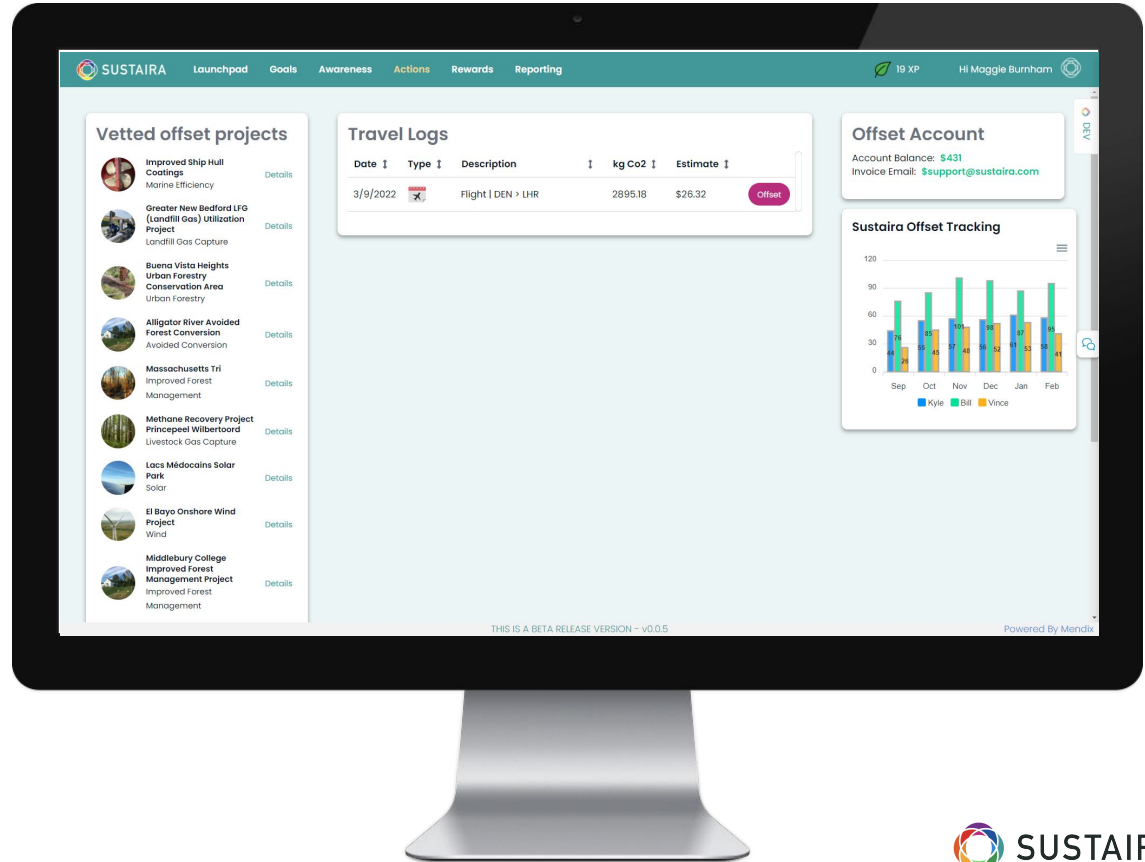 SUSTAIRA Launchpad Goals Awareness Actions Rewards Reporting 19 XP Hi Maggie Burnham
DEV
Vetted offset projects
Improved Ship Hull
Coatings
Marine Efficiency
Details
Greater New Bedford LFG
(Landfill Gas) Utilization
Project
Landfill Gas Capture
Details
Buena Vista Heights
Urban Forestry
Conservation Area
Urban Forestry
Details
Alligator River Avoided
Forest Conversion
Avoided Conversion
Details
Massachusetts Tri
Improved Forest
Management
Details
Methane Recovery Project
Princepeel Wilbertoord
Livestock Gas Capture
Details
Lacs Médocains Solar
Park
Solar
Details
El Bayo Onshore Wind
Project
Wind
Details
Middlebury College
Improved Forest
Management Project
Improved Forest
Management
Details
Travel Logs
Date Type Description kg Co2 Estimate
3/9/2022 Flight | DEN > LHR 2895.18 $26.32 Offset
Offset Account
Account Balance: $431
Invoice Email: $support@sustaira.com
Sustaira Offset Tracking
120
90
60
30
0
44 76 26
55 85 45
57 101 48
56 98 52
61 87 53
58 95 41
Sep Oct Nov Dec Jan Feb
Kyle Bill Vince
THIS IS A BETA RELEASE VERSION - v0.0.5
Powered By Mendix
SUSTAIR